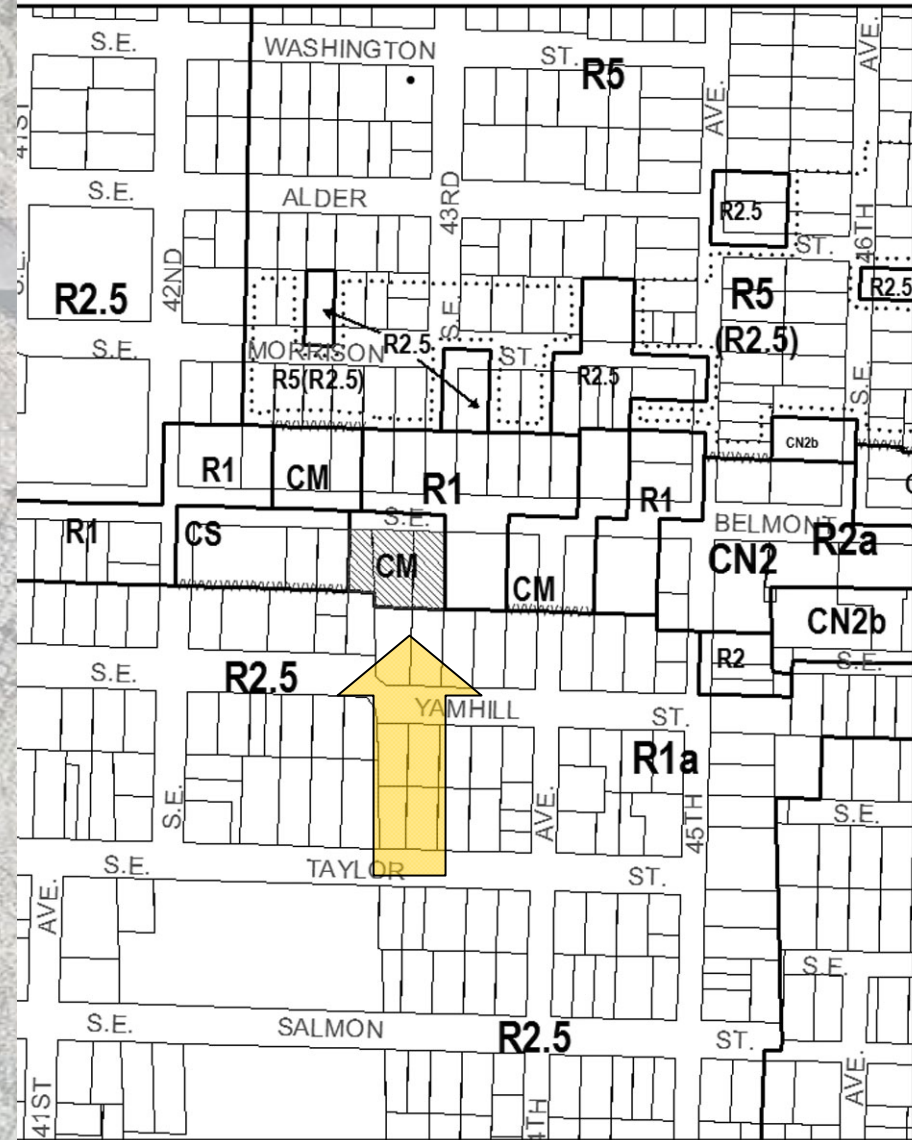 S.E.
WASHINGTON
ST.
R5
AVE.
AVE.
41ST
S.E.
ALDER
43RD
R2.5
ST.
46TH
42ND
R2.5
R2.5
R5
(R2.5)
S.E.
S.E.
MORRISON
R2.5
ST.
R5(R2.5)
R2.5
S.E.
CN2b
R1
CM
R1
R1
S.E.
BELMONT
R1
CS
R2a
CM
CN2
CM
CN2b
R2
S.E.
S.E.
R2.5
YAMHILL
ST.
R1a
S.E.
AVE.
45TH
S.E.
S.E.
TAYLOR
ST.
AVE.
S.E.
S.E.
SALMON
R2.5
ST.
AVE.
41ST